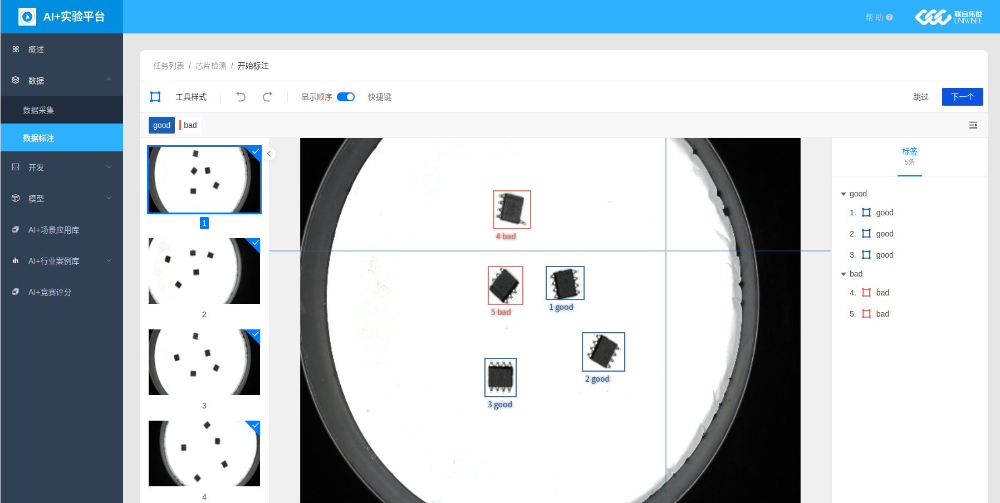 AI+实验平台
帮 助
联合伟世
UNIWISEE
概述
数据
数据采集
数据标注
开发
模型
AI+场景应用库
AI+行业案例库
AI+竞赛评分
任务列表 / 芯片检测 / 开始标注
工具样式
显示顺序
快捷键
跳过
下一个
good
bad
1
2
3
4
4 bad
5 bad
1 good
2 good
3 good
标签
5条
good
1. good
2. good
3. good
bad
4. bad
5. bad